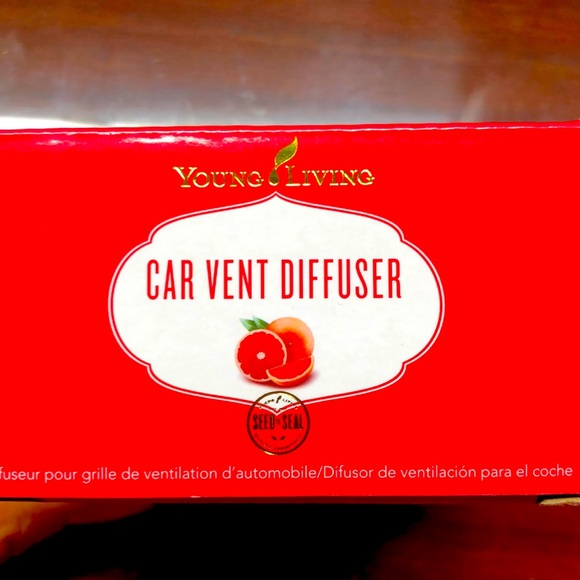 YOUNG LIVING
CAR VENT DIFFUSER
SEED TO SEAL
fuseur pour grille de ventilation d'automobile/Difusor de ventilación para el coche